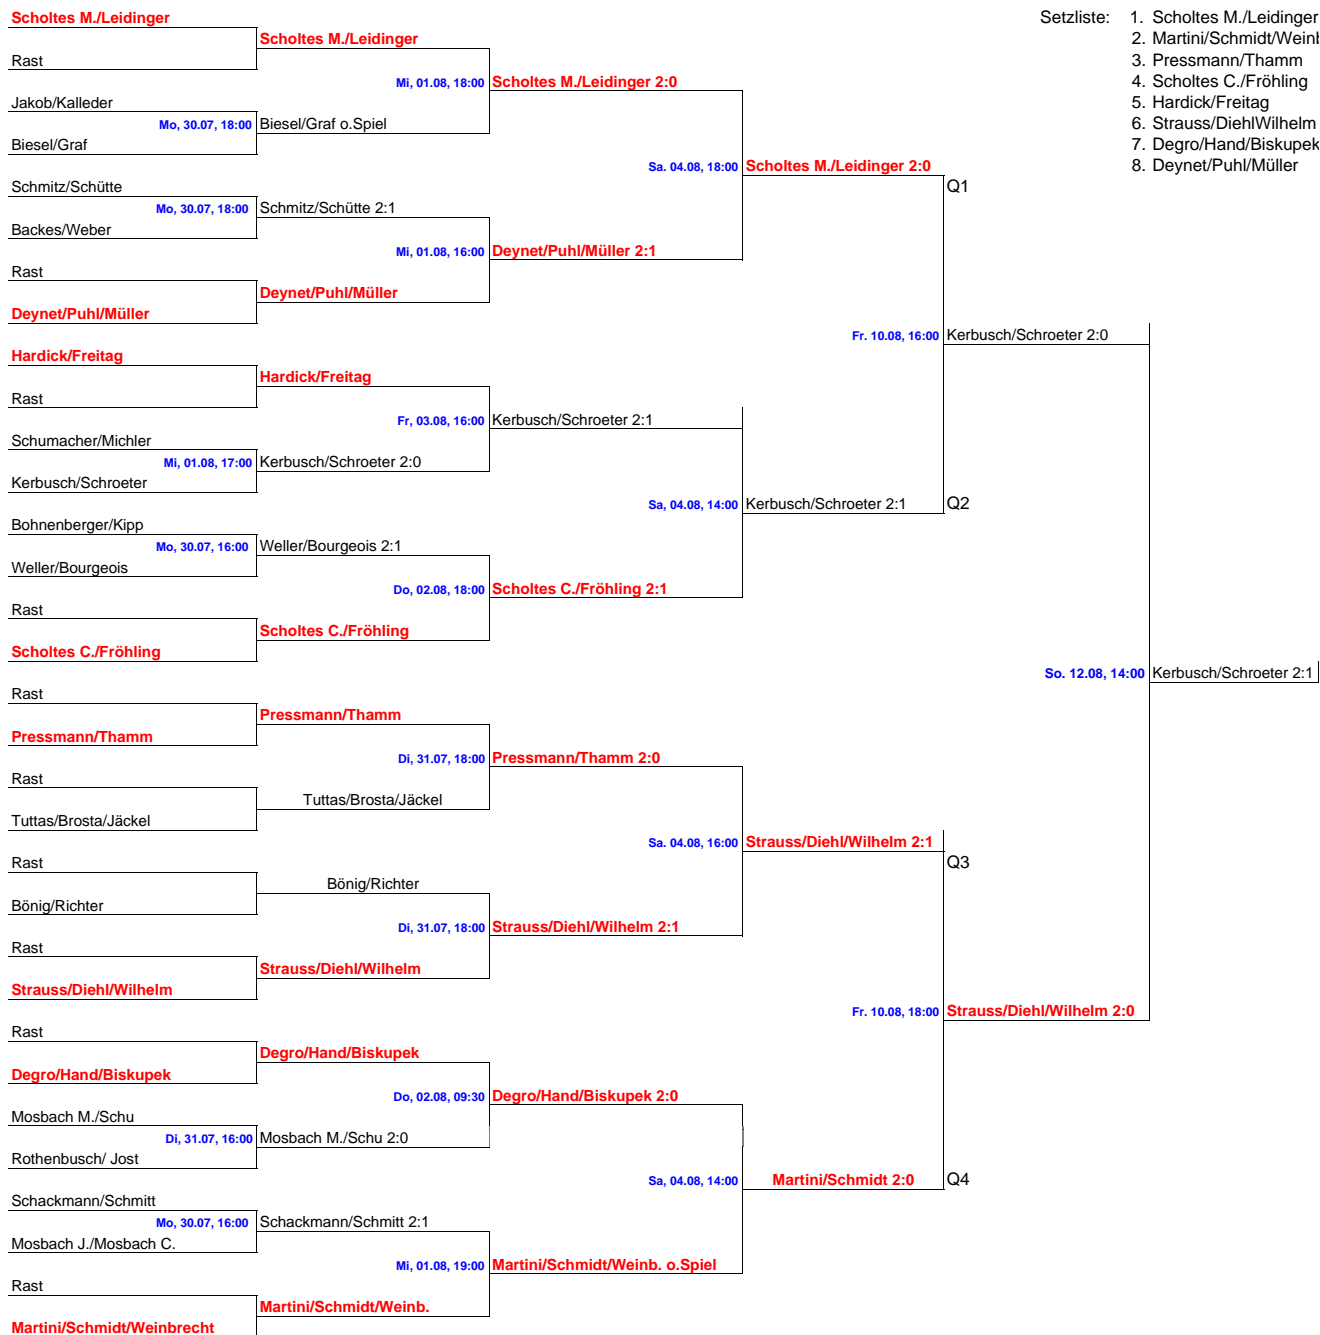 Scholtes M./Leidinger
Rast
Jakob/Kalleder
Biesel/Graf
Schmitz/Schütte
Backes/Weber
Rast
Deynet/Puhl/Müller
Hardick/Freitag
Rast
Schumacher/Michler
Kerbusch/Schroeter
Bohnenberger/Kipp
Weller/Bourgeois
Rast
Scholtes C./Fröhling
Rast
Pressmann/Thamm
Rast
Tuttas/Brosta/Jäckel
Rast
Bönig/Richter
Rast
Strauss/Diehl/Wilhelm
Rast
Degro/Hand/Biskupek
Mosbach M./Schu
Rothenbusch/ Jost
Schackmann/Schmitt
Mosbach J./Mosbach C.
Rast
Martini/Schmidt/Weinbrecht
Scholtes M./Leidinger
Mo, 30.07, 18:00 Biesel/Graf o.Spiel
Mo, 30.07, 18:00 Schmitz/Schütte 2:1
Deynet/Puhl/Müller
Hardick/Freitag
Mi, 01.08, 17:00 Kerbusch/Schroeter 2:0
Mo, 30.07, 16:00 Weller/Bourgeois 2:1
Scholtes C./Fröhling
Pressmann/Thamm
Tuttas/Brosta/Jäckel
Bönig/Richter
Strauss/Diehl/Wilhelm
Degro/Hand/Biskupek
Di, 31.07, 16:00 Mosbach M./Schu 2:0
Mo, 30.07, 16:00 Schackmann/Schmitt 2:1
Martini/Schmidt/Weinb.
Mi, 01.08, 18:00 Scholtes M./Leidinger 2:0
Mi, 01.08, 16:00 Deynet/Puhl/Müller 2:1
Fr, 03.08, 16:00 Kerbusch/Schroeter 2:1
Do, 02.08, 18:00 Scholtes C./Fröhling 2:1
Di, 31.07, 18:00 Pressmann/Thamm 2:0
Di, 31.07, 18:00 Strauss/Diehl/Wilhelm 2:1
Do, 02.08, 09:30 Degro/Hand/Biskupek 2:0
Mi, 01.08, 19:00 Martini/Schmidt/Weinb. o.Spiel
Sa. 04.08, 18:00 Scholtes M./Leidinger 2:0
Q1
Sa, 04.08, 14:00 Kerbusch/Schroeter 2:1
Q2
Sa. 04.08, 16:00 Strauss/Diehl/Wilhelm 2:1
Q3
Sa, 04.08, 14:00 Martini/Schmidt 2:0
Q4
Fr. 10.08, 16:00 Kerbusch/Schroeter 2:0
Fr. 10.08, 18:00 Strauss/Diehl/Wilhelm 2:0
So. 12.08, 14:00 Kerbusch/Schroeter 2:1
Setzliste: 1. Scholtes M./Leidinger
2. Martini/Schmidt/Weinb
3. Pressmann/Thamm
4. Scholtes C./Fröhling
5. Hardick/Freitag
6. Strauss/DiehlWilhelm
7. Degro/Hand/Biskupek
8. Deynet/Puhl/Müller